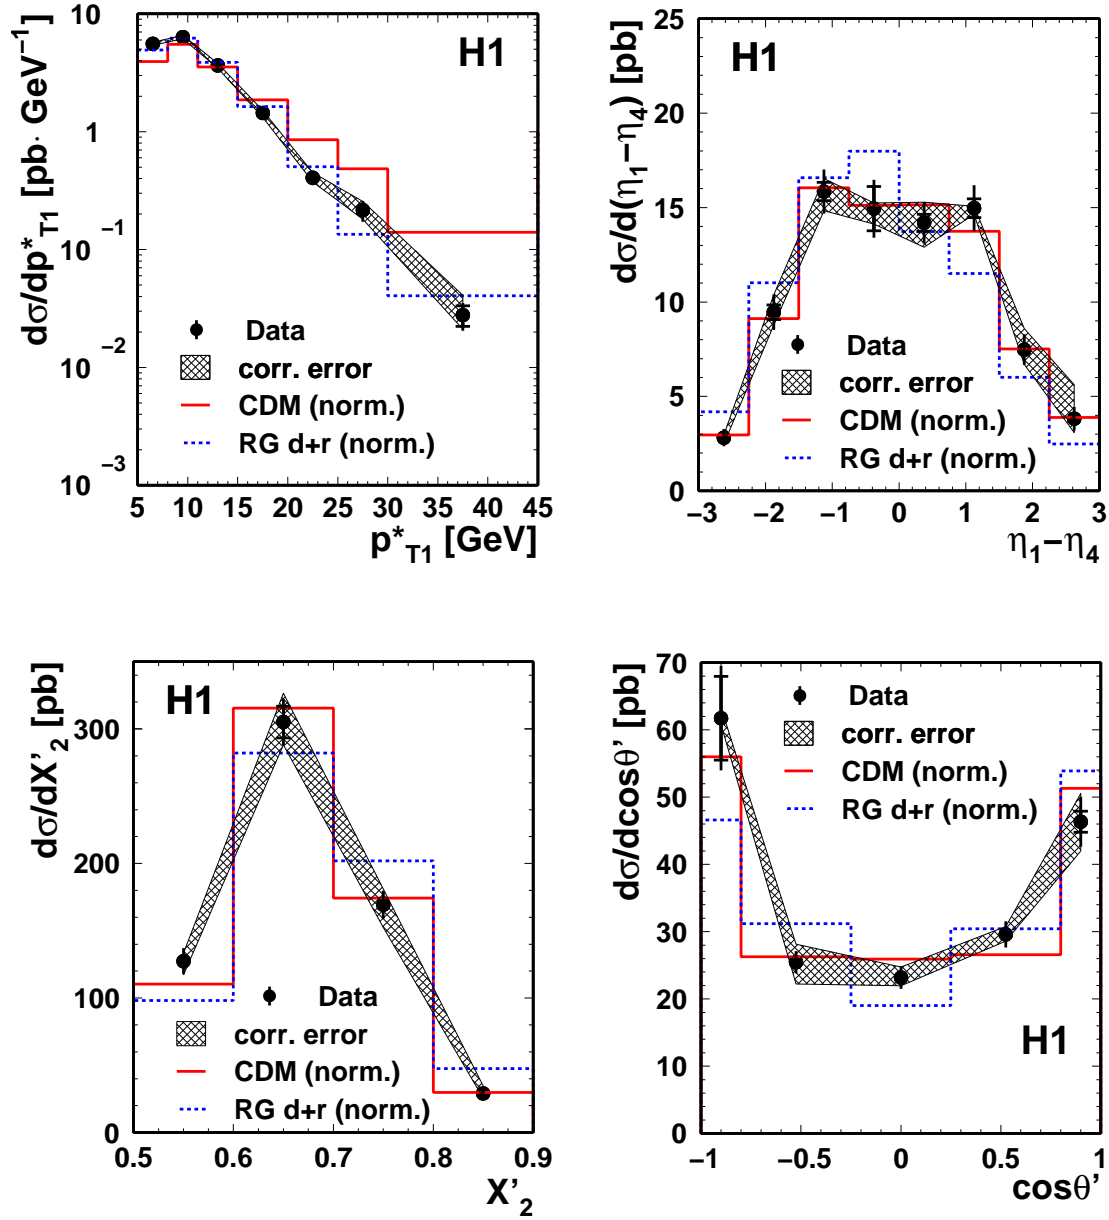 dσ/dp*T1 [pb· GeV−1]
10
1
10 −1
10 −2
10 −3
H1
Data
corr. error
CDM (norm.)
RG d+r (norm.)
5 10 15 20 25 30 35 40 45
p*T1 [GeV]
dσ/d(η1−η4) [pb]
25
20
15
10
5
0
H1
Data
corr. error
CDM (norm.)
RG d+r (norm.)
−3 −2 −1 0 1 2 3
η1−η4
dσ/dX'2 [pb]
300
200
100
0
H1
Data
corr. error
CDM (norm.)
RG d+r (norm.)
0.5 0.6 0.7 0.8 0.9
X'2
dσ/dcosθ' [pb]
70
60
50
40
30
20
10
0
Data
corr. error
CDM (norm.)
RG d+r (norm.)
H1
−1 −0.5 0 0.5 1
cosθ'